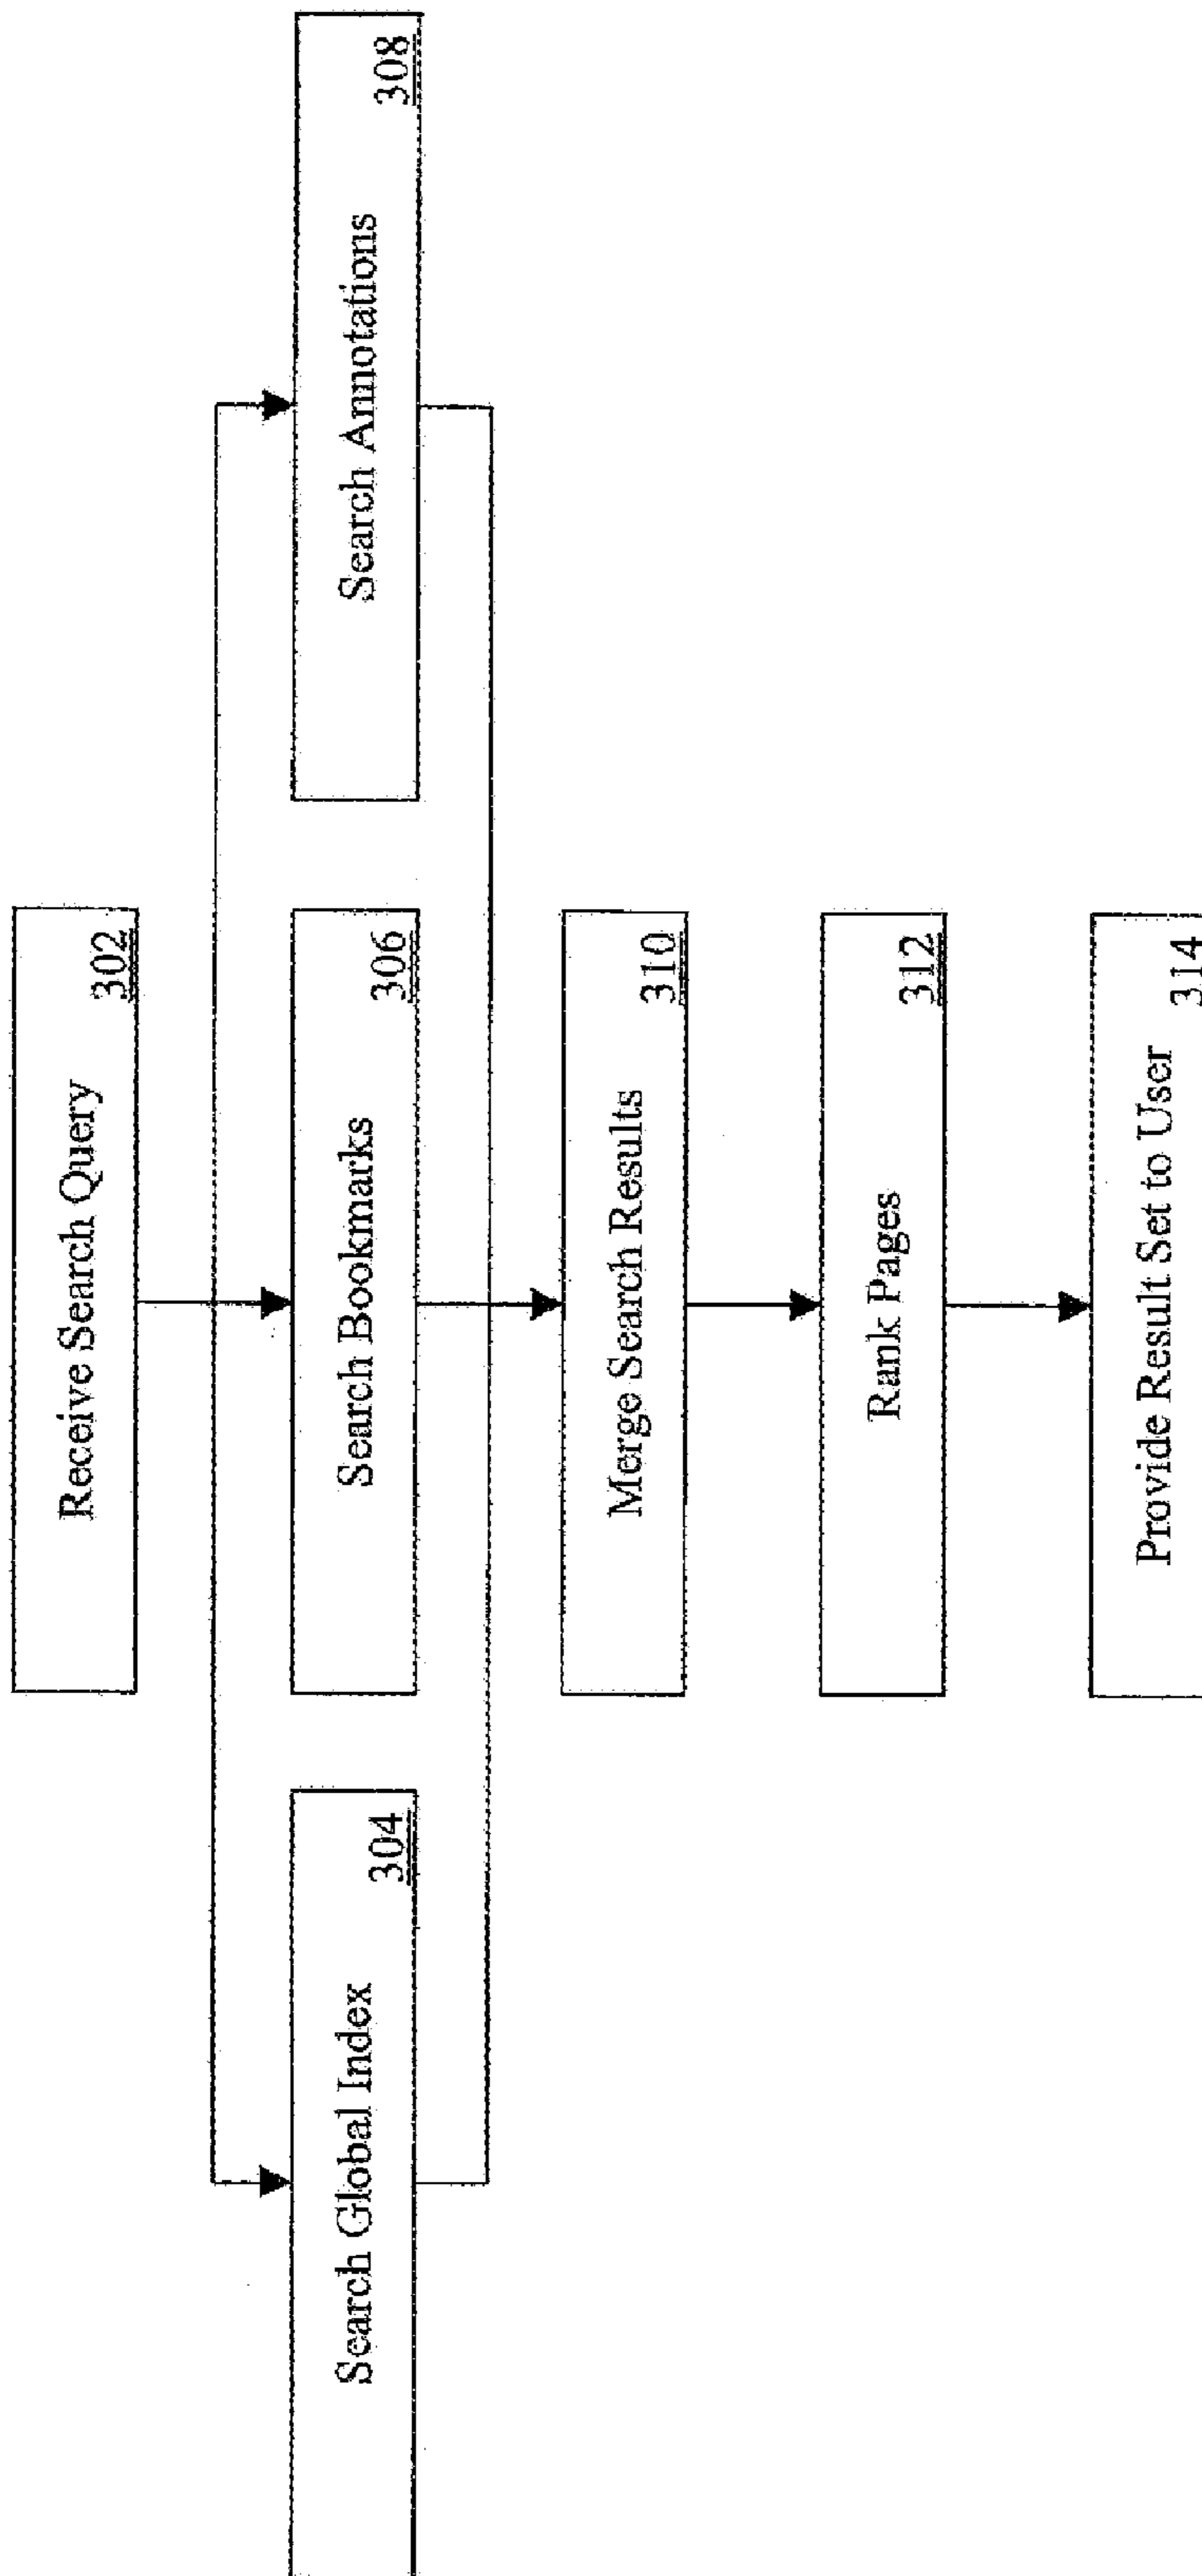 Receive Search Query
302
Search Global Index
304
Search Bookmarks
306
Search Annotations
308
Merge Search Results
310
Rank Pages
312
Provide Result Set to User
314